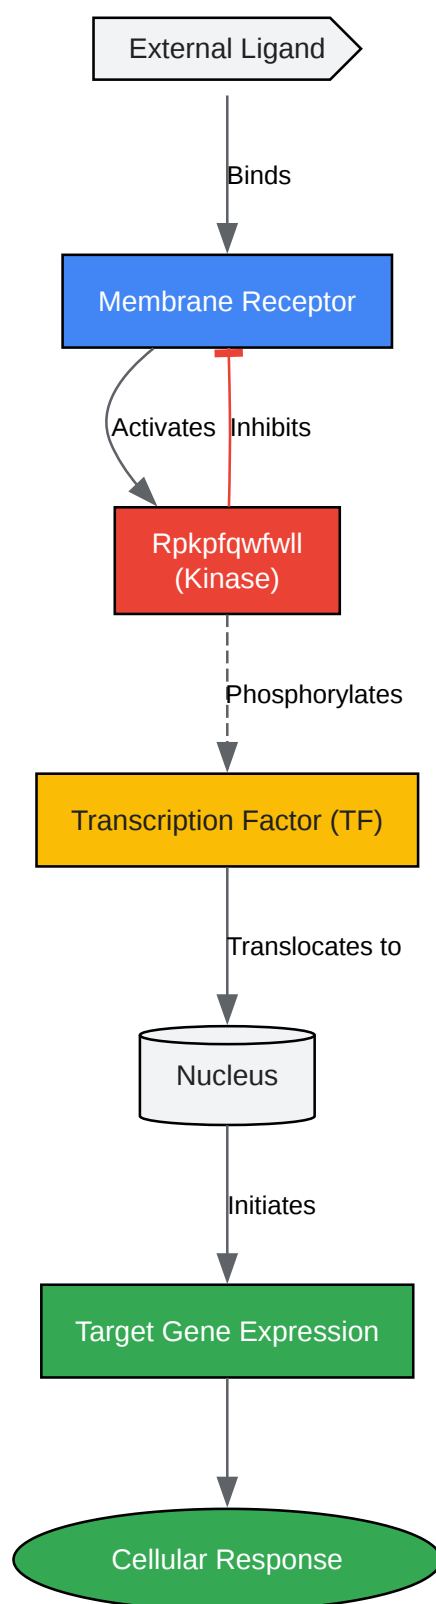 External Ligand
Binds
Membrane Receptor
Activates
Inhibits
Rpkpfqwfwll
(Kinase)
Phosphorylates
Transcription Factor (TF)
Translocates to
Nucleus
Initiates
Target Gene Expression
Cellular Response